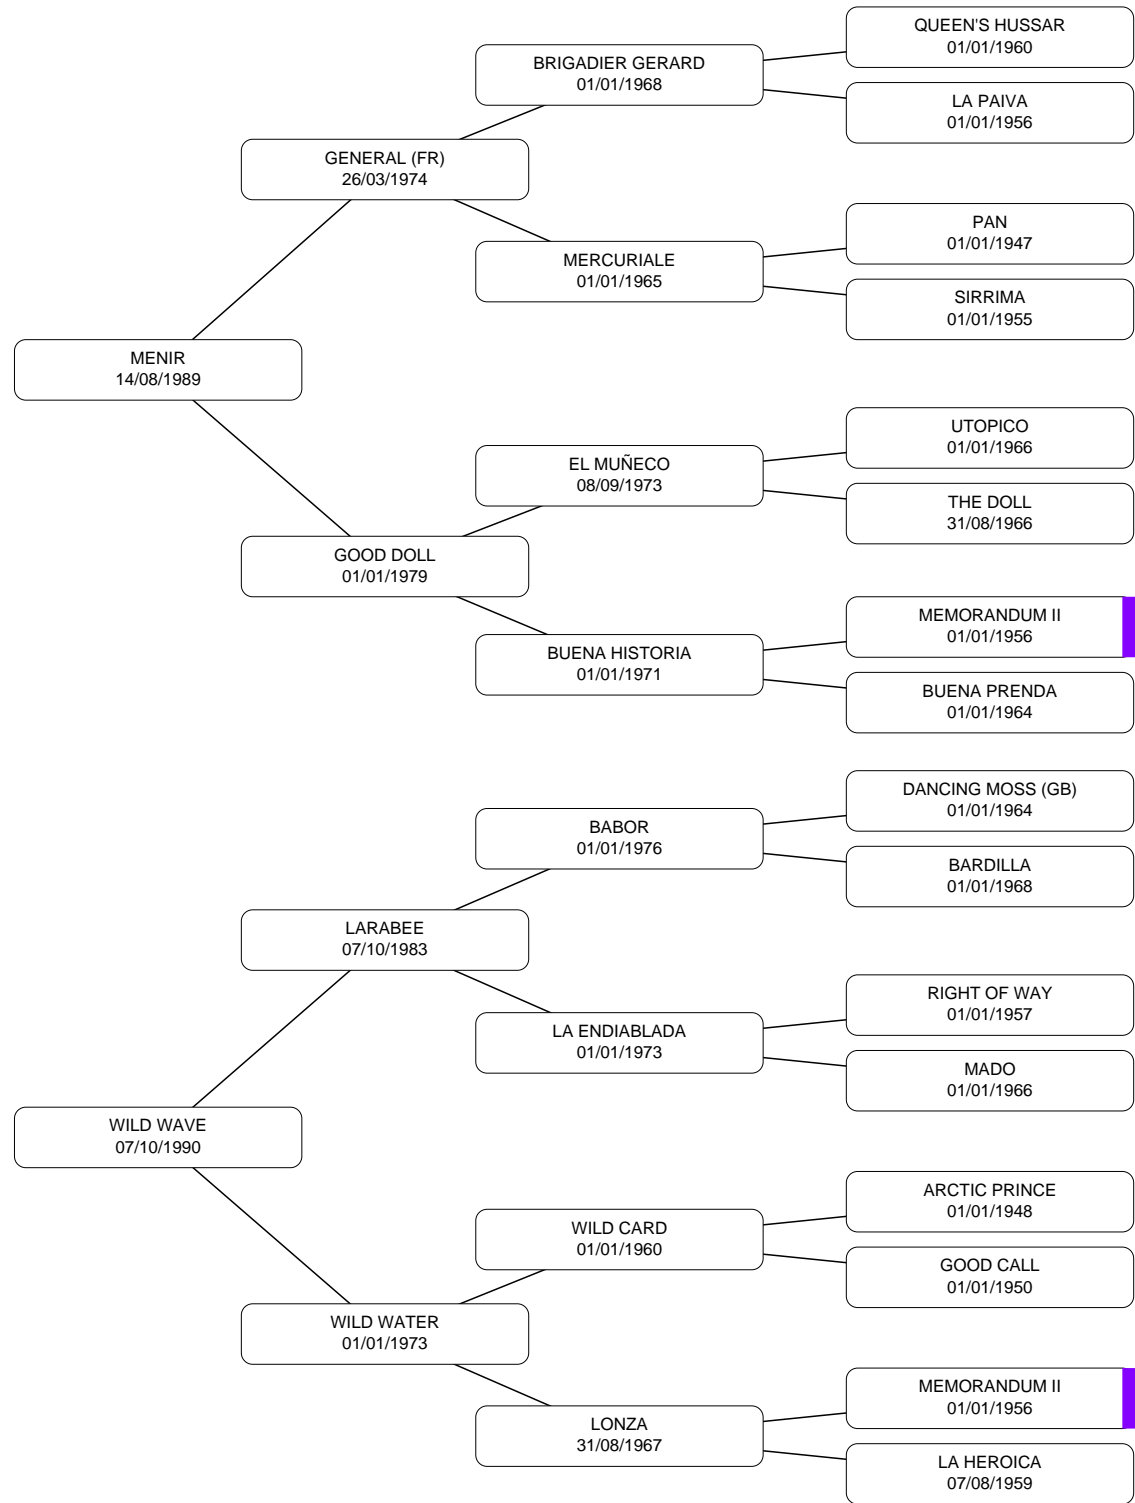 QUEEN'S HUSSAR
01/01/1960
BRIGADIER GERARD
01/01/1968
LA PAIVA
01/01/1956
GENERAL (FR)
26/03/1974
PAN
01/01/1947
MERCURIALE
01/01/1965
SIRRIMA
01/01/1955
MENIR
14/08/1989
UTOPICO
01/01/1966
EL MUÑECO
08/09/1973
THE DOLL
31/08/1966
GOOD DOLL
01/01/1979
MEMORANDUM II
01/01/1956
BUENA HISTORIA
01/01/1971
BUENA PRENDA
01/01/1964
DANCING MOSS (GB)
01/01/1964
BABOR
01/01/1976
BARDILLA
01/01/1968
LARABEE
07/10/1983
RIGHT OF WAY
01/01/1957
LA ENDIABLADA
01/01/1973
MADO
01/01/1966
WILD WAVE
07/10/1990
ARCTIC PRINCE
01/01/1948
WILD CARD
01/01/1960
GOOD CALL
01/01/1950
WILD WATER
01/01/1973
MEMORANDUM II
01/01/1956
LONZA
31/08/1967
LA HEROICA
07/08/1959